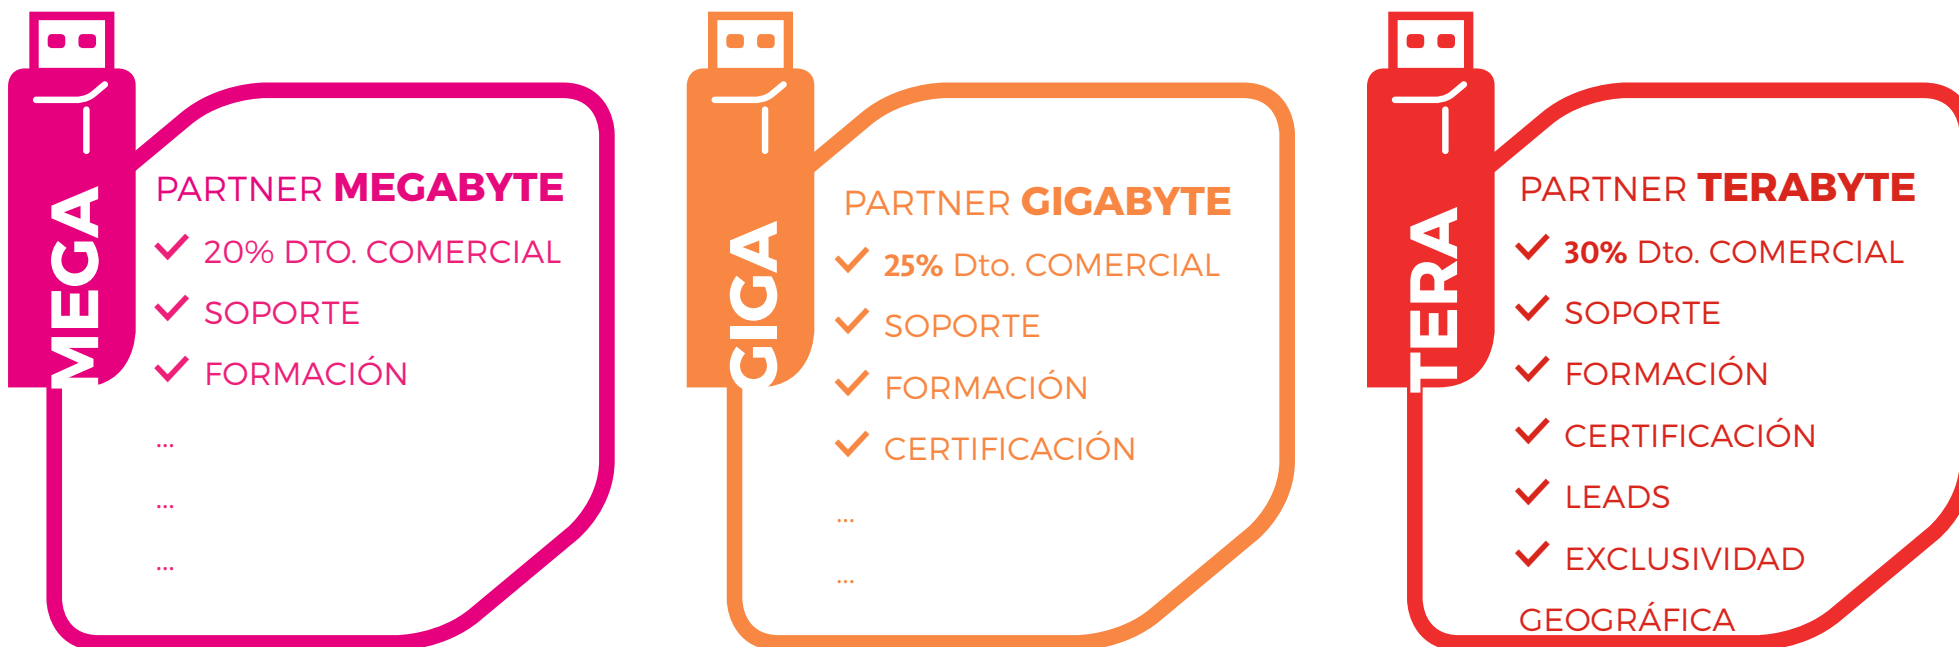 MEGA
PARTNER MEGABYTE
20% DTO. COMERCIAL
SOPORTE
FORMACIÓN
...
...
...
GIGA
PARTNER GIGABYTE
25% Dto. COMERCIAL
SOPORTE
FORMACIÓN
CERTIFICACIÓN
...
...
TERA
PARTNER TERABYTE
30% Dto. COMERCIAL
SOPORTE
FORMACIÓN
CERTIFICACIÓN
LEADS
EXCLUSIVIDAD
GEOGRÁFICA